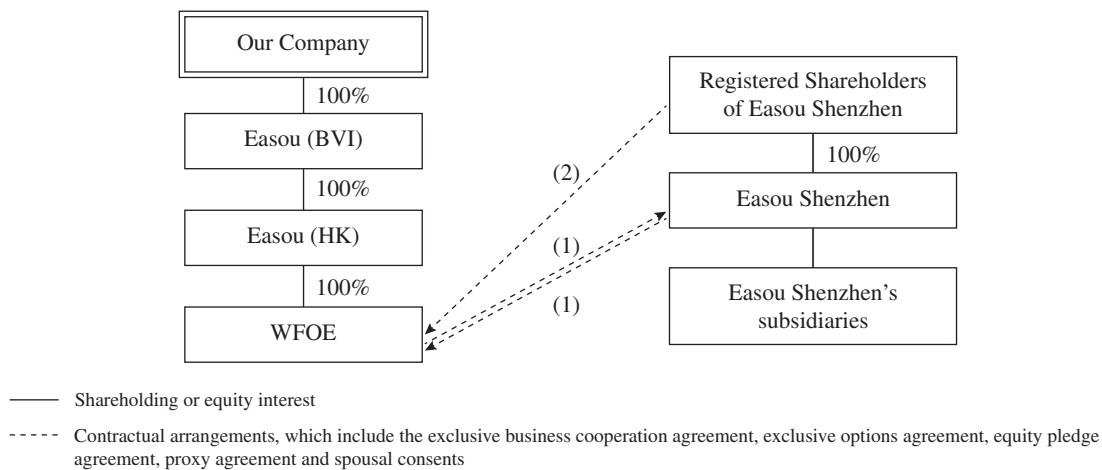 Our Company
100%
Easou (BVI)
100%
Easou (HK)
100%
WFOE
Registered Shareholders
of Easou Shenzhen
100%
Easou Shenzhen
Easou Shenzhen’s
subsidiaries
(2)
(1)
(1)
Shareholding or equity interest
Contractual arrangements, which include the exclusive business cooperation agreement, exclusive options agreement, equity pledge
agreement, proxy agreement and spousal consents